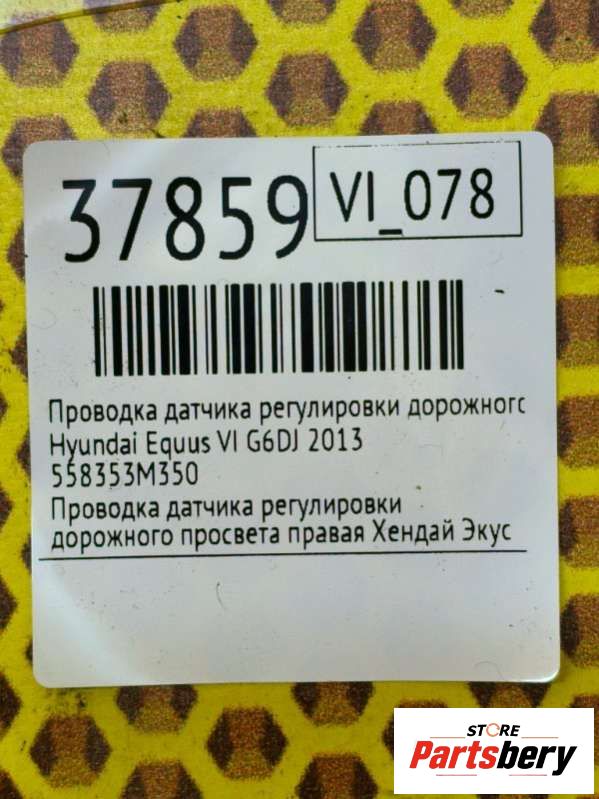 37859
VI_078
Проводка датчика регулировки дорожного
Hyundai Equus VI G6DJ 2013
558353M350
Проводка датчика регулировки
дорожного просвета правая Хендай Экус
STORE
Partsbery